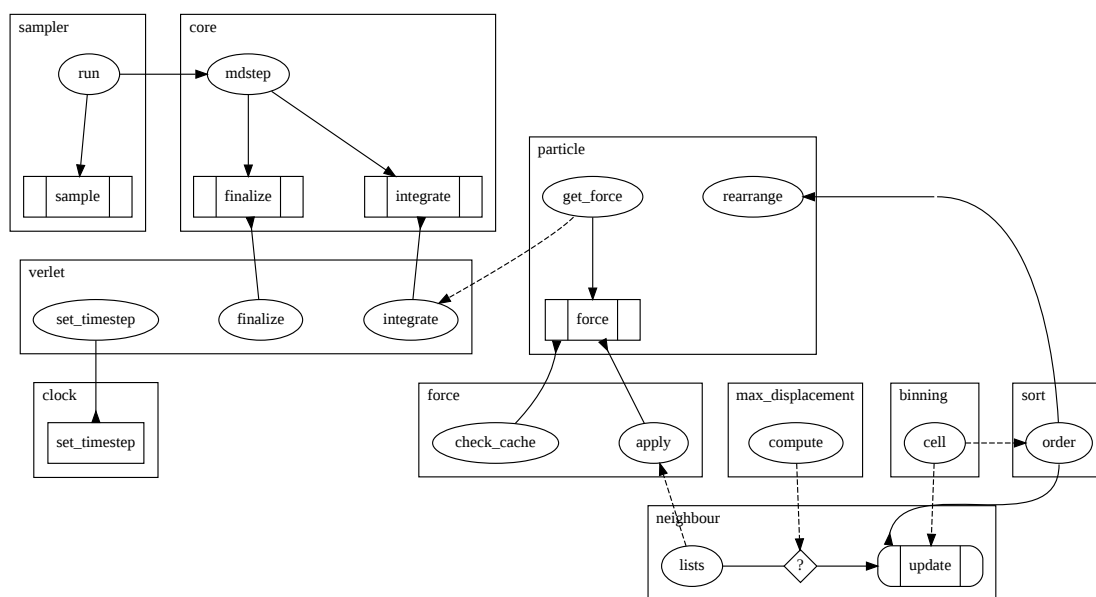 sampler
core
run
mdstep
particle
sample
finalize
integrate
get_force
rearrange
verlet
set_timestep
finalize
integrate
force
clock
force
max_displacement
binning
sort
set_timestep
check_cache
apply
compute
cell
order
neighbour
lists
?
update